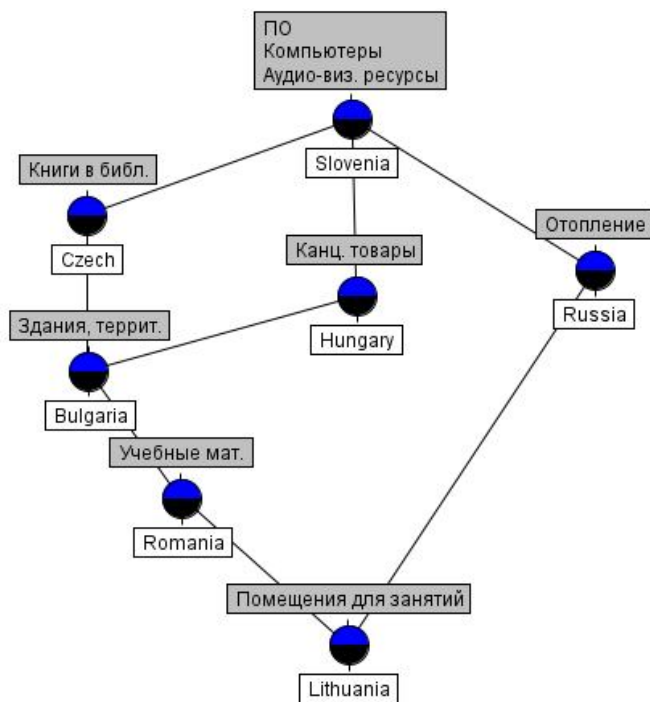 ПО
Компьютеры
Аудио-виз. ресурсы
Slovenia
Книги в библ.
Czech
Канц. товары
Hungary
Отопление
Russia
Здания, террит.
Bulgaria
Учебные мат.
Romania
Помещения для занятий
Lithuania